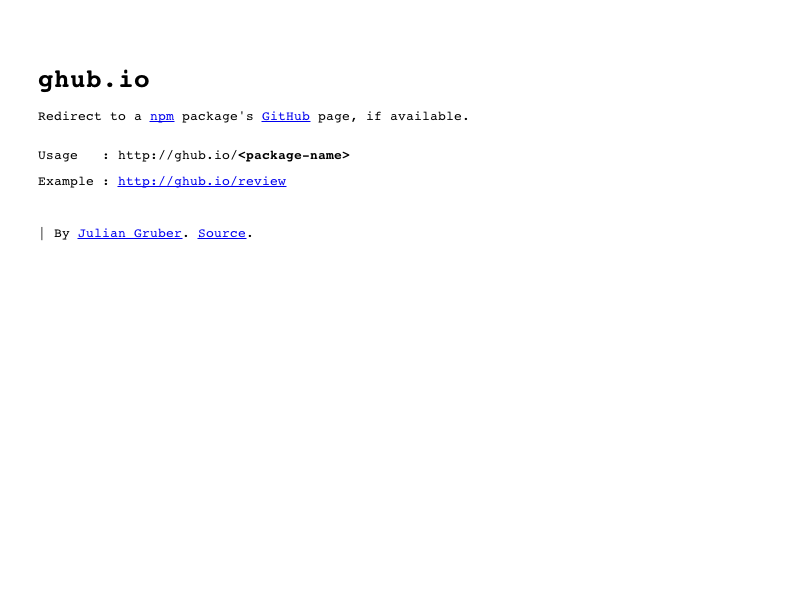 ghub.io
Redirect to a npm package's GitHub page, if available.
Usage   : http://ghub.io/<package-name>
Example : http://ghub.io/review
| By Julian Gruber. Source.